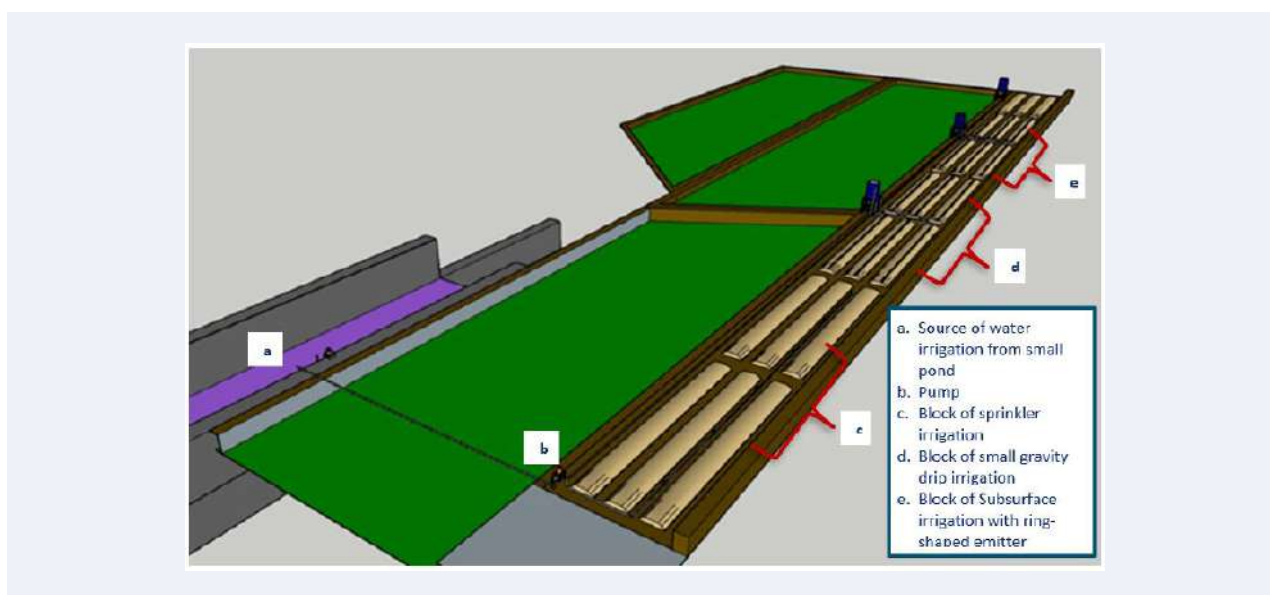 e
d
a
c
b
a. Source of water
irrigation from small
pond
b. Pump
c. Block of sprinkler
irrigation
d. Block of small gravity
drip irrigation
e. Block of Subsurface
irrigation with ring-
shaped emitter